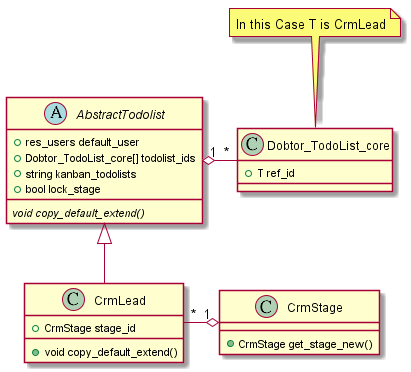 In this Case T is CrmLead
A AbstractTodolist
res_users default_user
Dobtor_TodoList_core[] todolist_ids
string kanban_todolists
bool lock_stage
void copy_default_extend()
1 *
C Dobtor_TodoList_core
T ref_id
C CrmLead
CrmStage stage_id
void copy_default_extend()
* 1
C CrmStage
CrmStage get_stage_new()